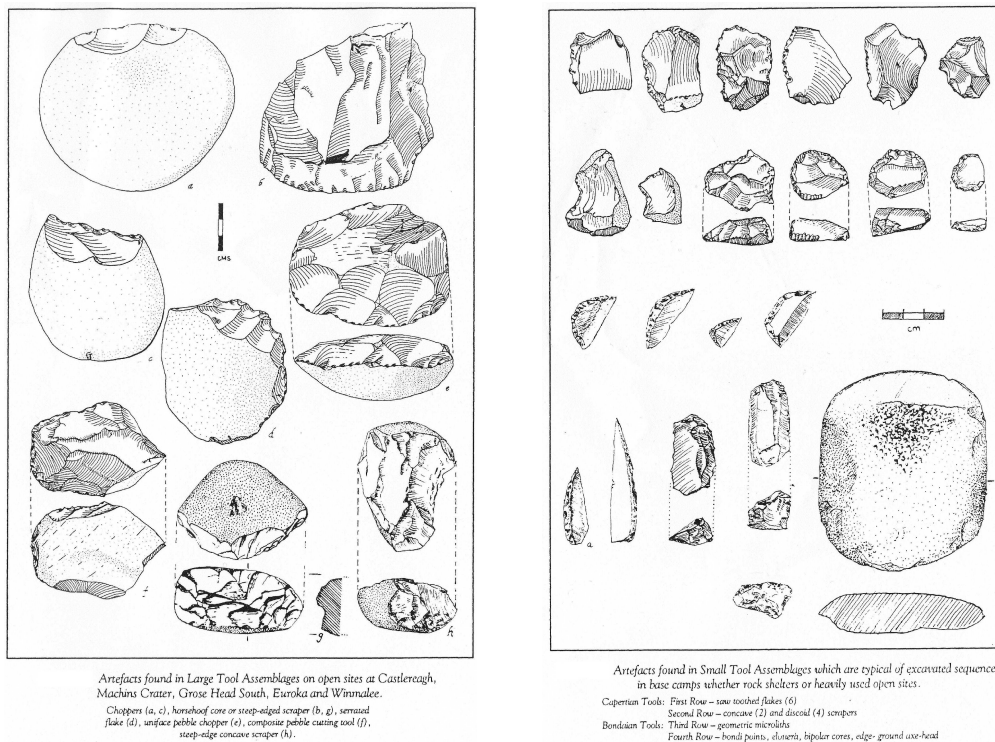 a
b
CMS
c
d
e
f
g
h
Artefacts found in Large Tool Assemblages on open sites at Castlereagh,
Machins Crater, Grose Head South, Euroka and Winmalee.
Choppers (a, c), horsehoof core or steep-edged scraper (b, g), serrated
flake (d), uniface pebble chopper (e), composite pebble cutting tool (f),
steep-edge concave scraper (h).
cm
a
Artefacts found in Small Tool Assemblages which are typical of excavated sequence
in base camps whether rock shelters or heavily used open sites.
Capertian Tools: First Row – saw toothed flakes (6)
Second Row – concave (2) and discoid (4) scrapers
Bondaian Tools: Third Row – geometric microliths
Fourth Row – bondi points, elouera, bipolar cores, edge-ground axe-head